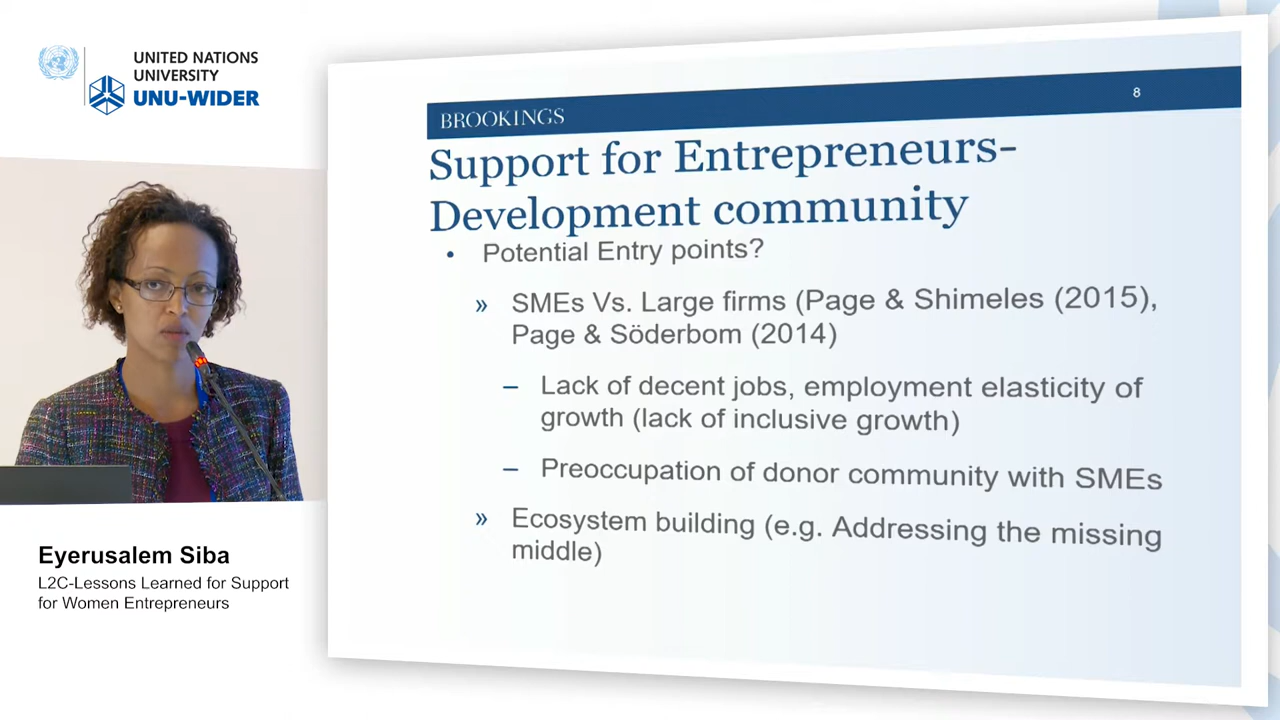 UNITED NATIONS
UNIVERSITY
UNU-WIDER
BROOKINGS
8
Support for Entrepreneurs-
Development community
• Potential Entry points?
» SMEs Vs. Large firms (Page & Shimeles (2015),
Page & Söderbom (2014)
– Lack of decent jobs, employment elasticity of
growth (lack of inclusive growth)
– Preoccupation of donor community with SMEs
» Ecosystem building (e.g. Addressing the missing
middle)
Eyerusalem Siba
L2C-Lessons Learned for Support
for Women Entrepreneurs